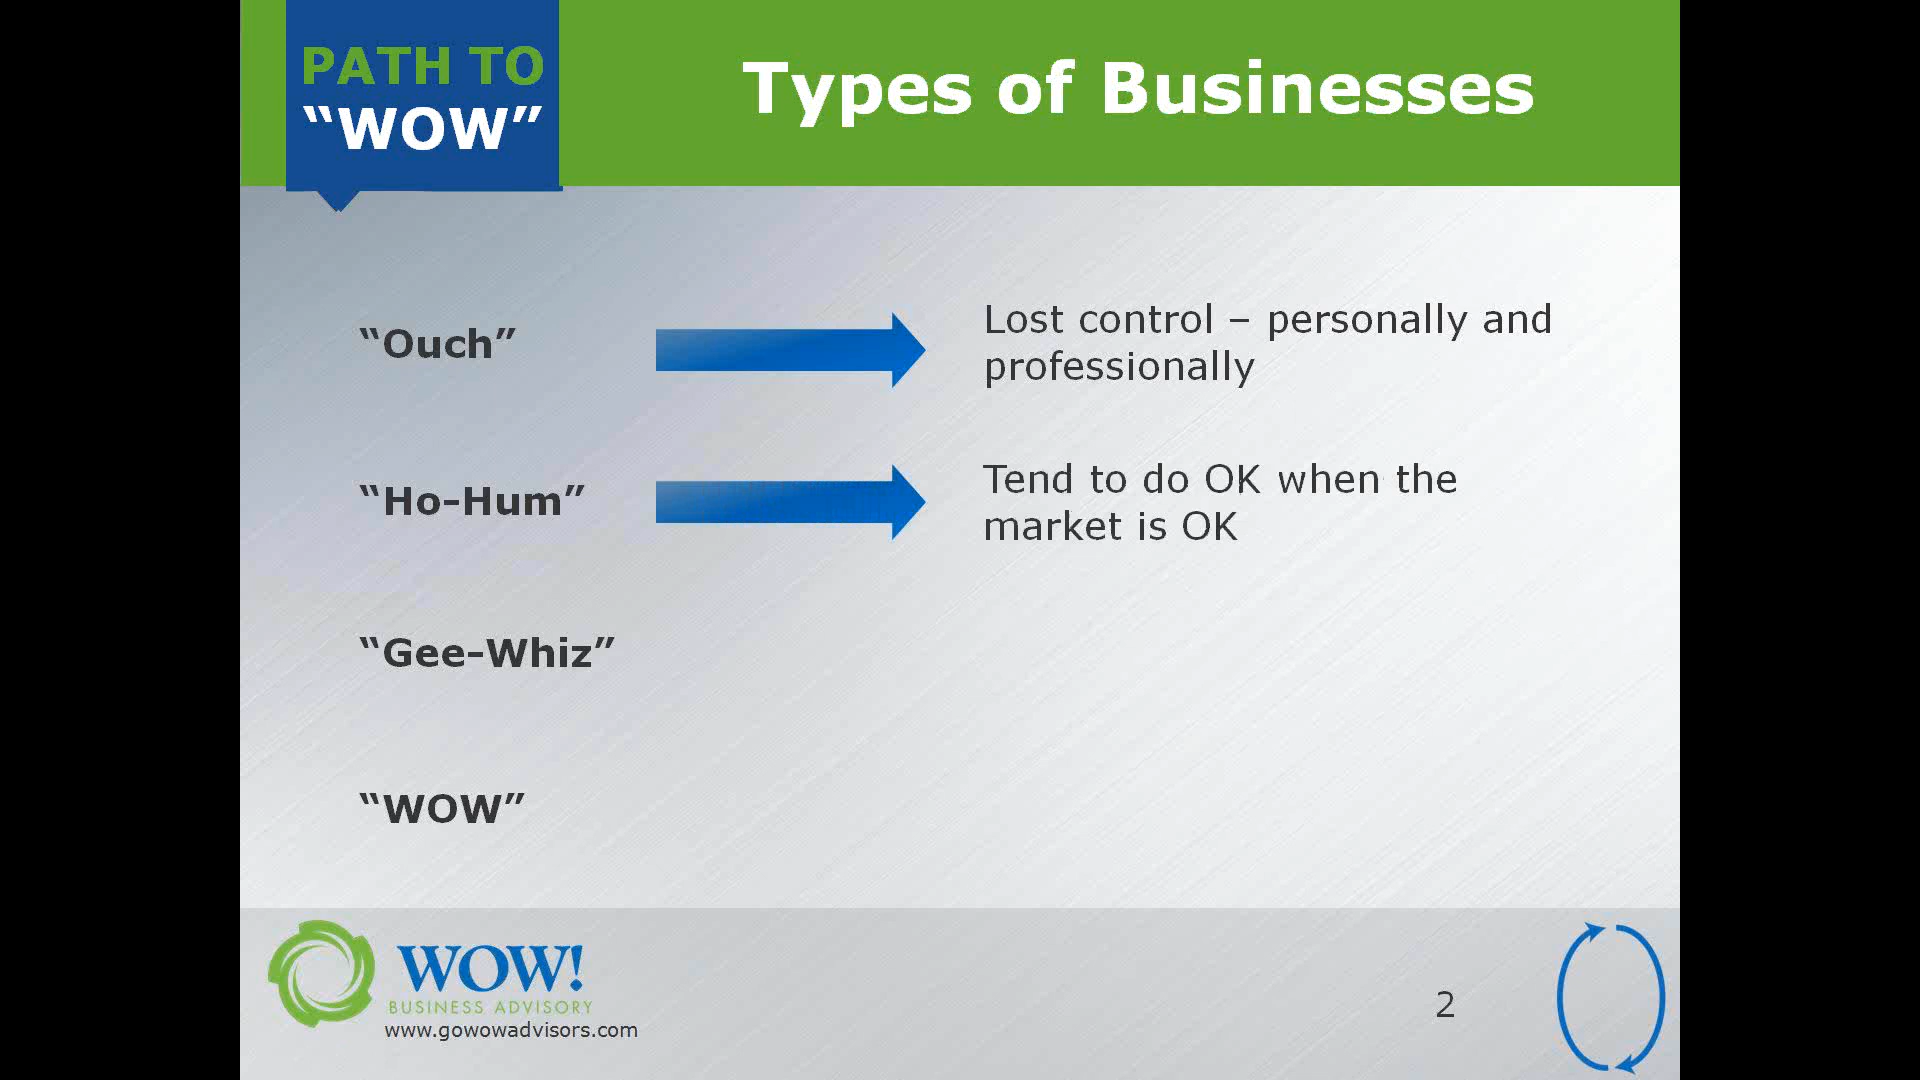 PATH TO
“WOW”
Types of Businesses
“Ouch”
Lost control – personally and
professionally
“Ho-Hum”
Tend to do OK when the
market is OK
“Gee-Whiz”
“WOW”
WOW!
BUSINESS ADVISORY
www.gowowadvisors.com
2